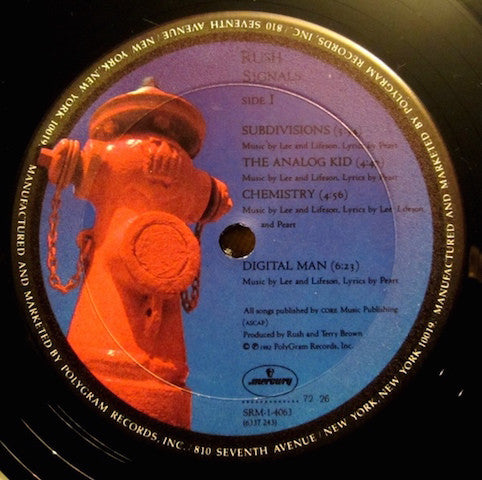 RUSH
SIGNALS
SIDE I
SUBDIVISIONS
Music by Lee and Lifeson, Lyrics by Peart
THE ANALOG KID
Music by Lee and Lifeson, Lyrics by Peart
CHEMISTRY (4:56)
Music by Lee and Lifeson, Lyrics by Lee, Lifeson,
and Peart
DIGITAL MAN (6:23)
Music by Lee and Lifeson, Lyrics by Peart
All songs published by CORE Music Publishing
(ASCAP)
Produced by Rush and Terry Brown
© ℗ 1982 PolyGram Records, Inc.
mercury
72 26
SRM-1-4063
(6337 243)
MANUFACTURED AND MARKETED BY POLYGRAM RECORDS, INC. / 810 SEVENTH AVENUE / NEW YORK, NEW YORK 10019.
MANUFACTURED AND MARKETED BY POLYGRAM RECORDS, INC. / 810 SEVENTH AVENUE / NEW YORK, NEW YORK 10019.